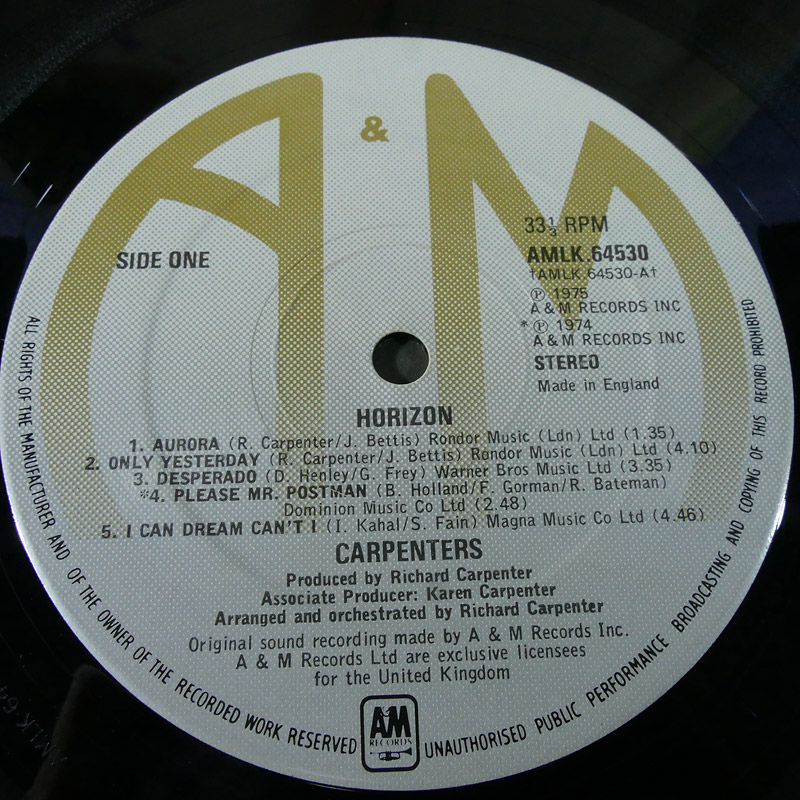 A & M
33⅓ RPM
SIDE ONE
AMLK 64530
†AMLK 64530-A†
℗ 1975
A & M RECORDS INC
* ℗ 1974
A & M RECORDS INC
STEREO
Made in England
HORIZON
1. AURORA (R. Carpenter/J. Bettis) Rondor Music (Ldn) Ltd (1.35)
2. ONLY YESTERDAY (R. Carpenter/J. Bettis) Rondor Music (Ldn) Ltd (4.10)
3. DESPERADO (D. Henley/G. Frey) Warner Bros Music Ltd (3.35)
*4. PLEASE MR. POSTMAN (B. Holland/F. Gorman/R. Bateman)
Dominion Music Co Ltd (2.48)
5. I CAN DREAM CAN'T I (I. Kahal/S. Fain) Magna Music Co Ltd (4.46)
CARPENTERS
Produced by Richard Carpenter
Associate Producer: Karen Carpenter
Arranged and orchestrated by Richard Carpenter
Original sound recording made by A & M Records Inc.
A & M Records Ltd are exclusive licensees
for the United Kingdom
AM
RECORDS
ALL RIGHTS OF THE MANUFACTURER AND OF THE OWNER OF THE RECORDED WORK RESERVED
UNAUTHORISED PUBLIC PERFORMANCE BROADCASTING AND COPYING OF THIS RECORD PROHIBITED